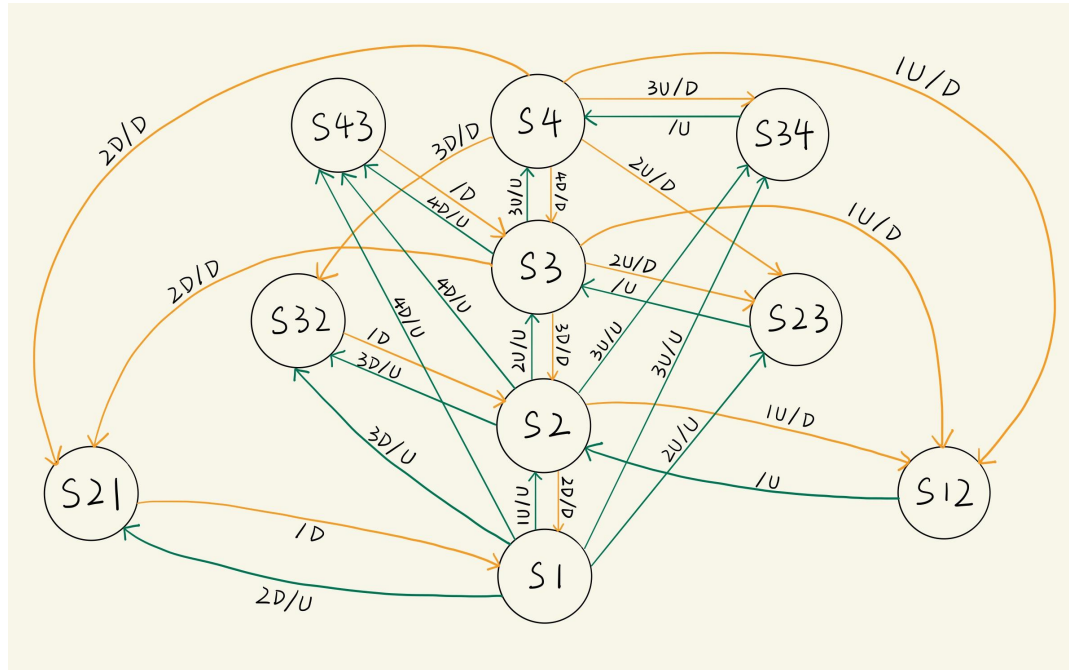 1U/D
2D/D
S43
S4
3U/D
/U
S34
3D/D
2U/D
/D
4D/U
3U/U
4D/D
1U/D
S3
2U/D
/U
2D/D
S32
S23
4D/U
4D/U
2U/U
3D/D
3U/U
3U/U
1D
3D/U
S2
1U/D
3D/U
2U/U
S21
1U/U
2D/D
/U
S12
/D
S1
2D/U